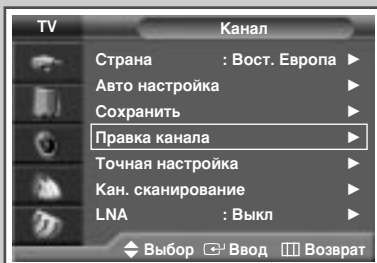 TV Канал
Страна : Вост. Европа ►
Авто настройка ►
Сохранить ►
Правка канала ►
Точная настройка ►
Кан. сканирование ►
LNA : Выкл ►
Выбор Ввод Возврат